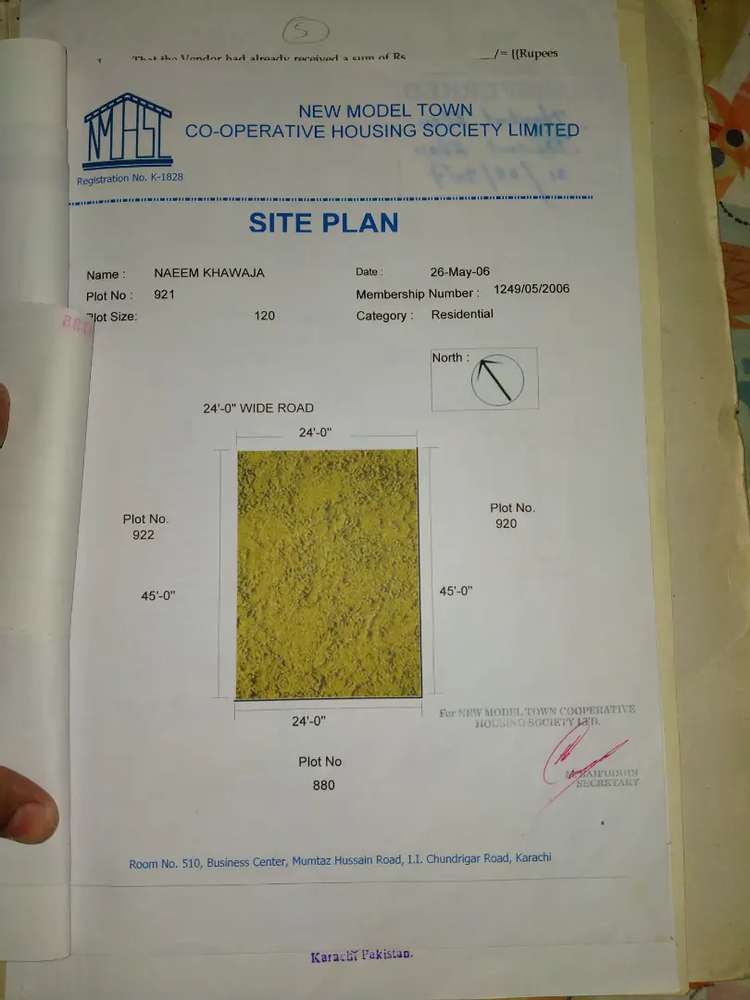 5
That the Vendor had already received a sum of Rs. ___/= [(Rupees
NEW MODEL TOWN
CO-OPERATIVE HOUSING SOCIETY LIMITED
NMHSL
Registration No. K-1828
SITE PLAN
Name : NAEEM KHAWAJA Date : 26-May-06
Plot No : 921 Membership Number : 1249/05/2006
Plot Size: 120 Category : Residential
North :
24'-0" WIDE ROAD
24'-0"
Plot No.
922
Plot No.
920
45'-0"
45'-0"
24'-0"
For NEW MODEL TOWN COOPERATIVE
HOUSING SOCIETY LTD.
Plot No
880
SECRETARY
Room No. 510, Business Center, Mumtaz Hussain Road, I.I. Chundrigar Road, Karachi
Karachi Pakistan.